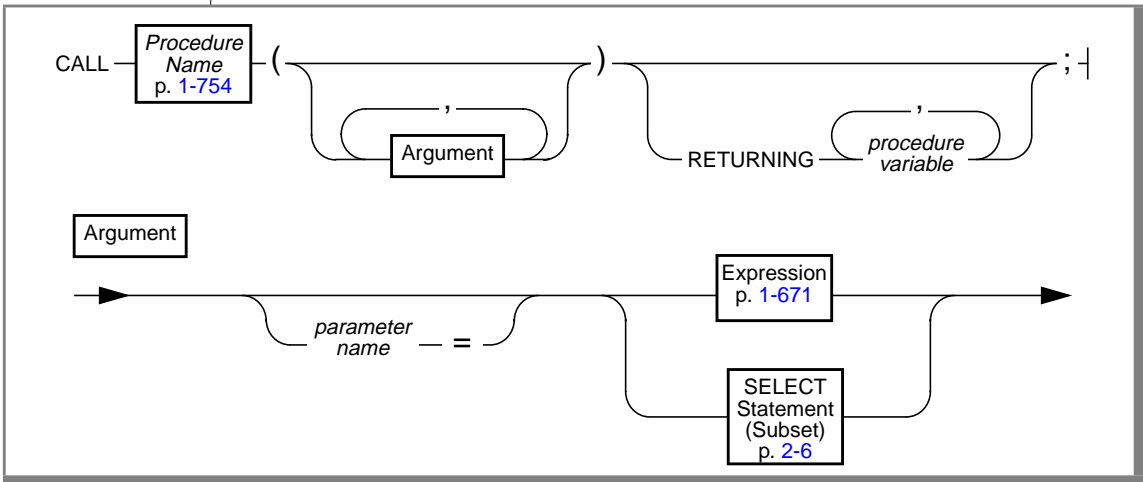 CALL Procedure Name p. 1-754 ( , Argument ) RETURNING , procedure variable ;
Argument
parameter name = Expression p. 1-671
SELECT Statement (Subset) p. 2-6